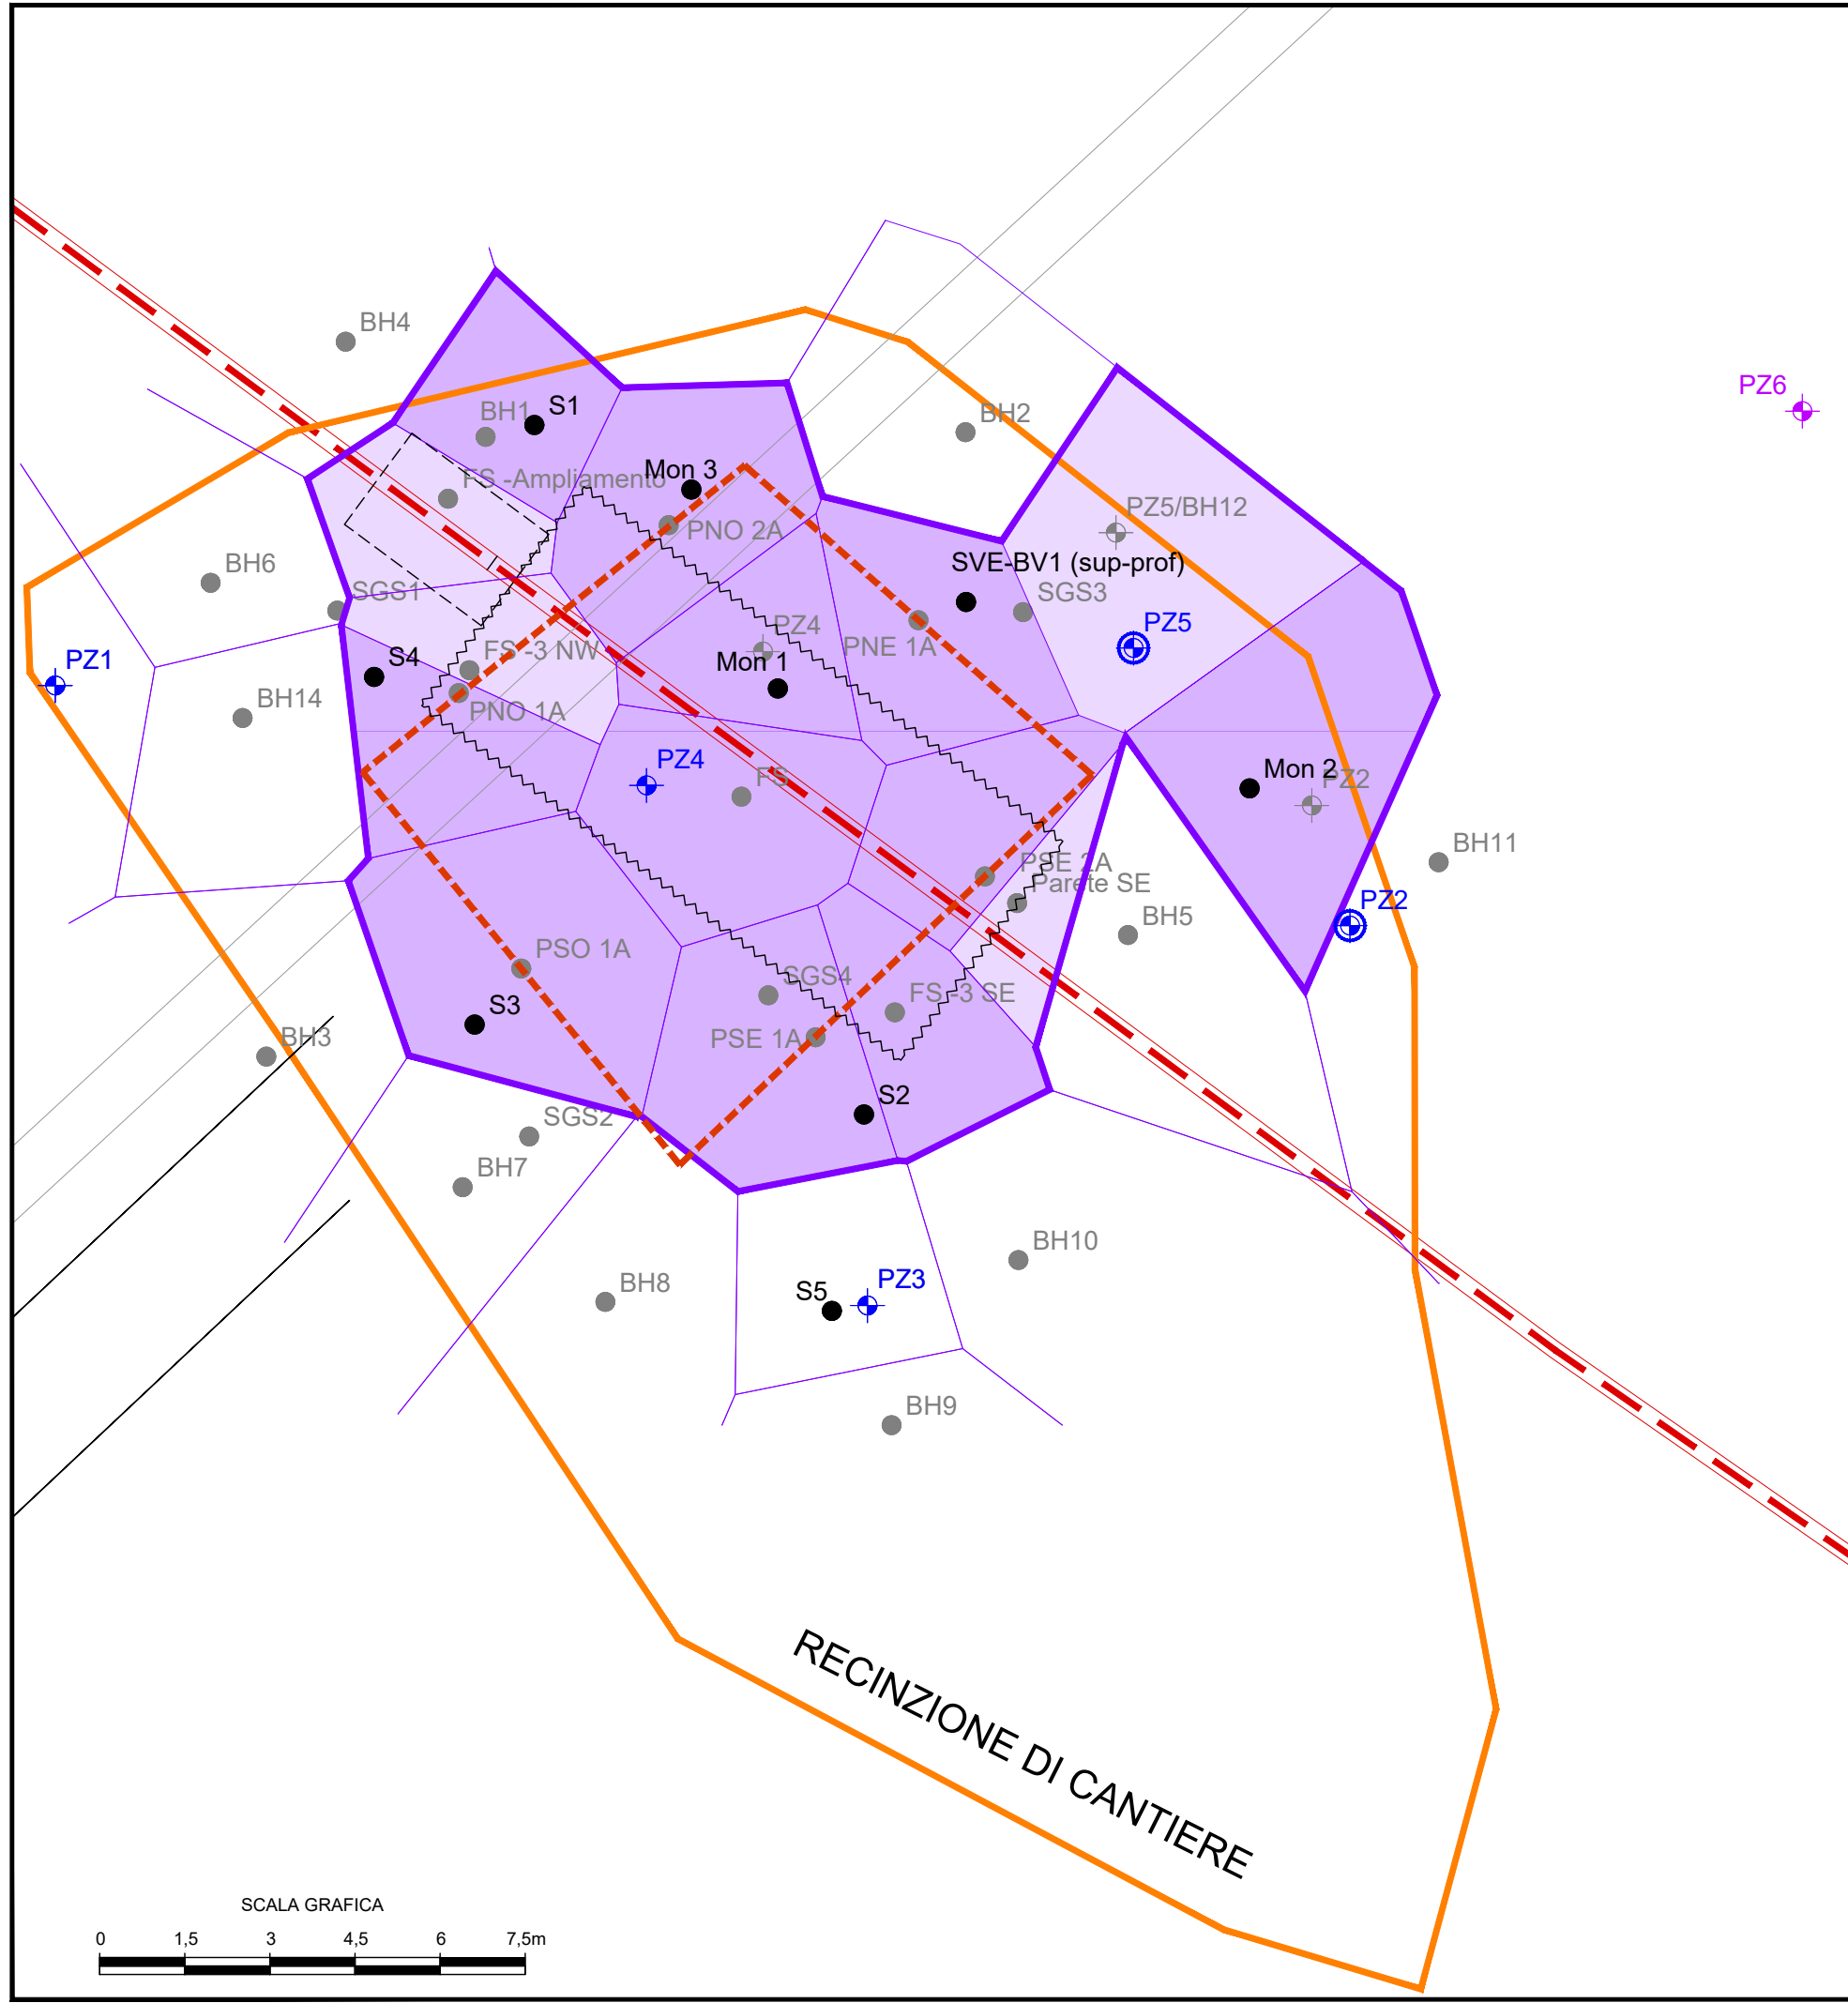 BH4
PZ6
BH1
S1
BH2
Mon 3
FS -Ampliamento
PZ5/BH12
PNO 2A
SVE-BV1 (sup-prof)
BH6
SGS1
SGS3
PZ4
PZ5
PNE 1A
PZ1
S4
FS -3 NW
Mon 1
BH14
PNO 1A
PZ4
FS
Mon 2
PZ2
BH11
PSE 2A
Parete SE
PZ2
BH5
PSO 1A
SGS4
FS -3 SE
S3
PSE 1A
BH3
S2
SGS2
BH7
BH10
BH8
S5
PZ3
BH9
RECINZIONE DI CANTIERE
SCALA GRAFICA
0 1,5 3 4,5 6 7,5m